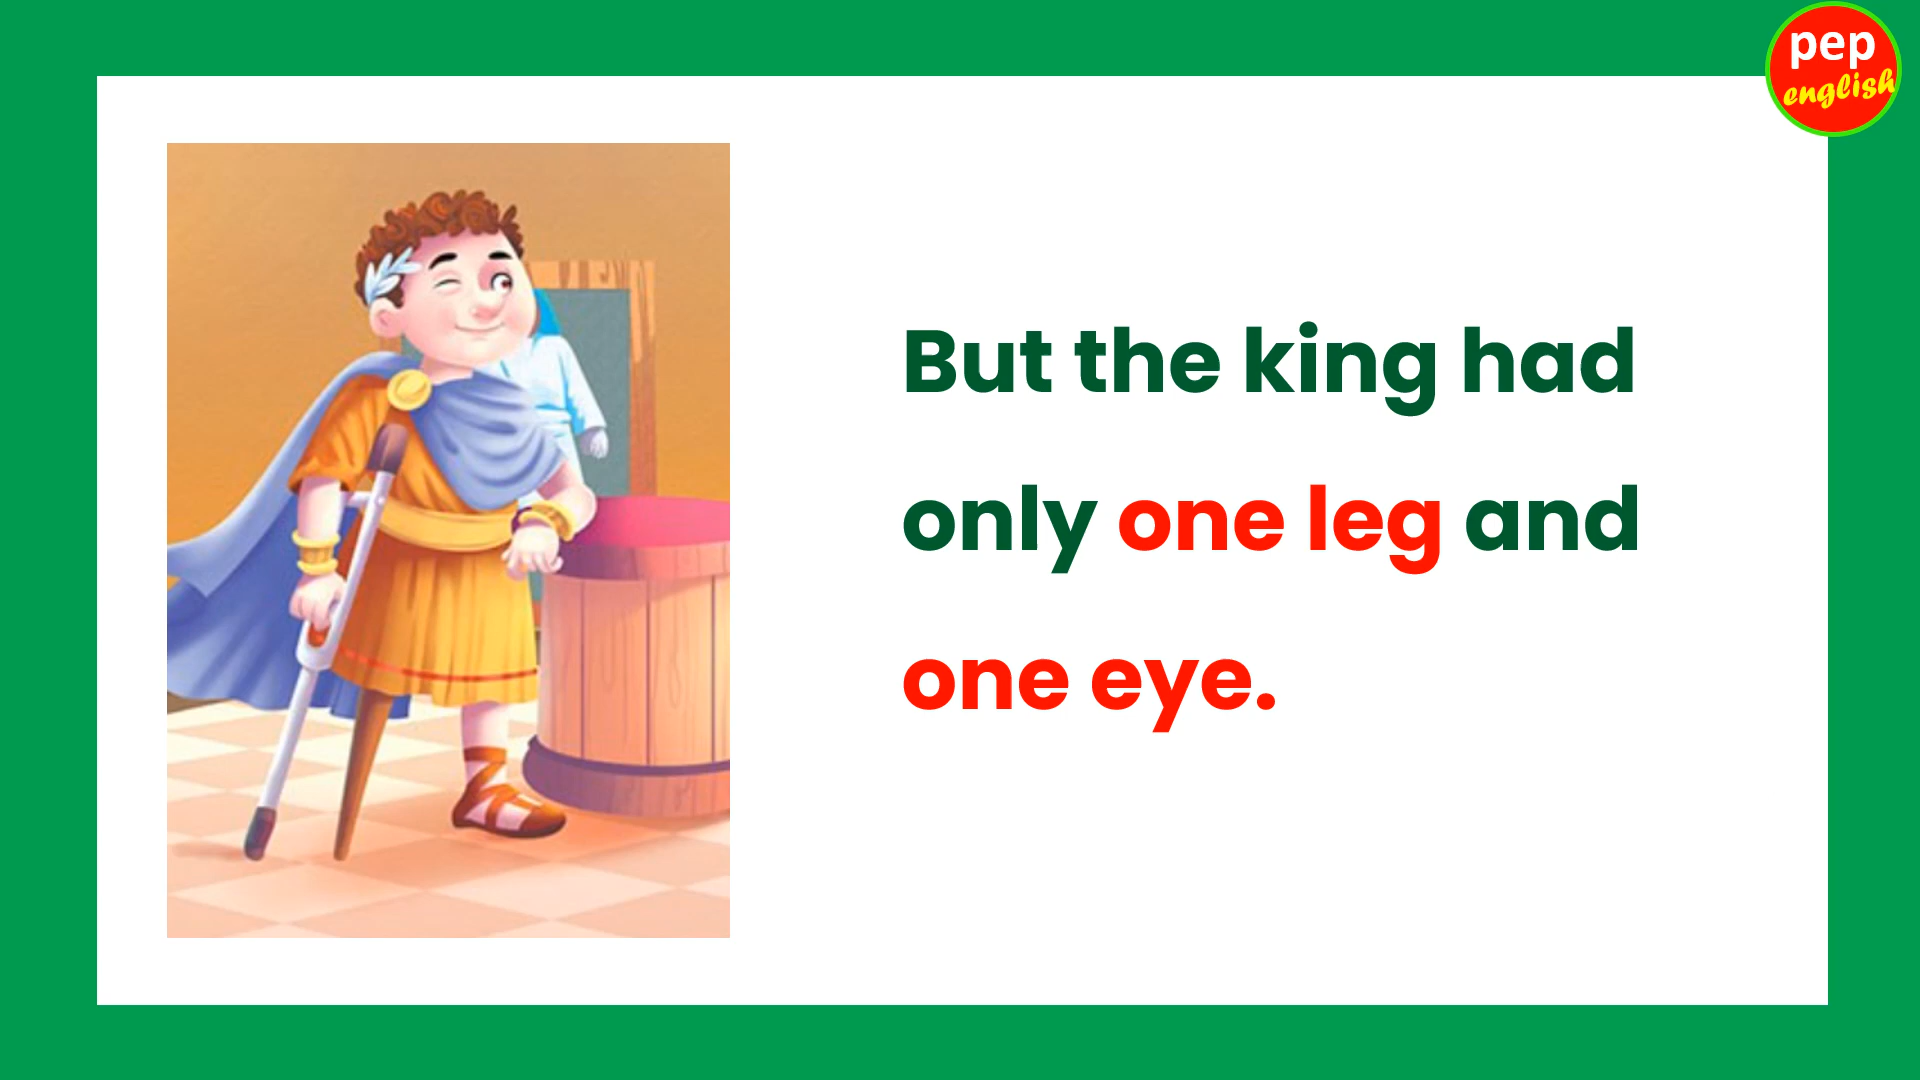 pep
english
But the king had
only one leg and
one eye.